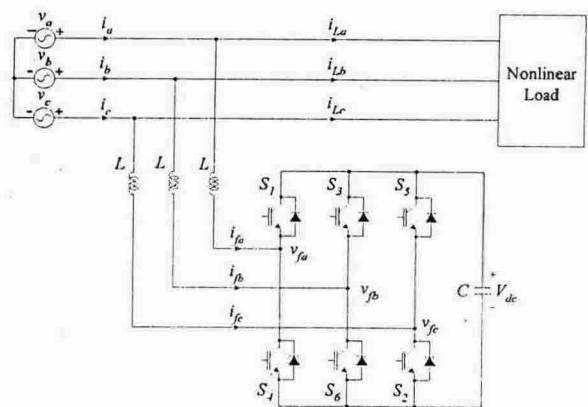 v_a
i_a
i_La
v_b
i_b
i_Lb
v_c
i_c
i_Lc
Nonlinear
Load
L
L
L
S_1
S_3
S_5
i_fa
v_fa
i_fb
v_fb
i_fc
v_fc
C
+
V_dc
-
S_4
S_6
S_2